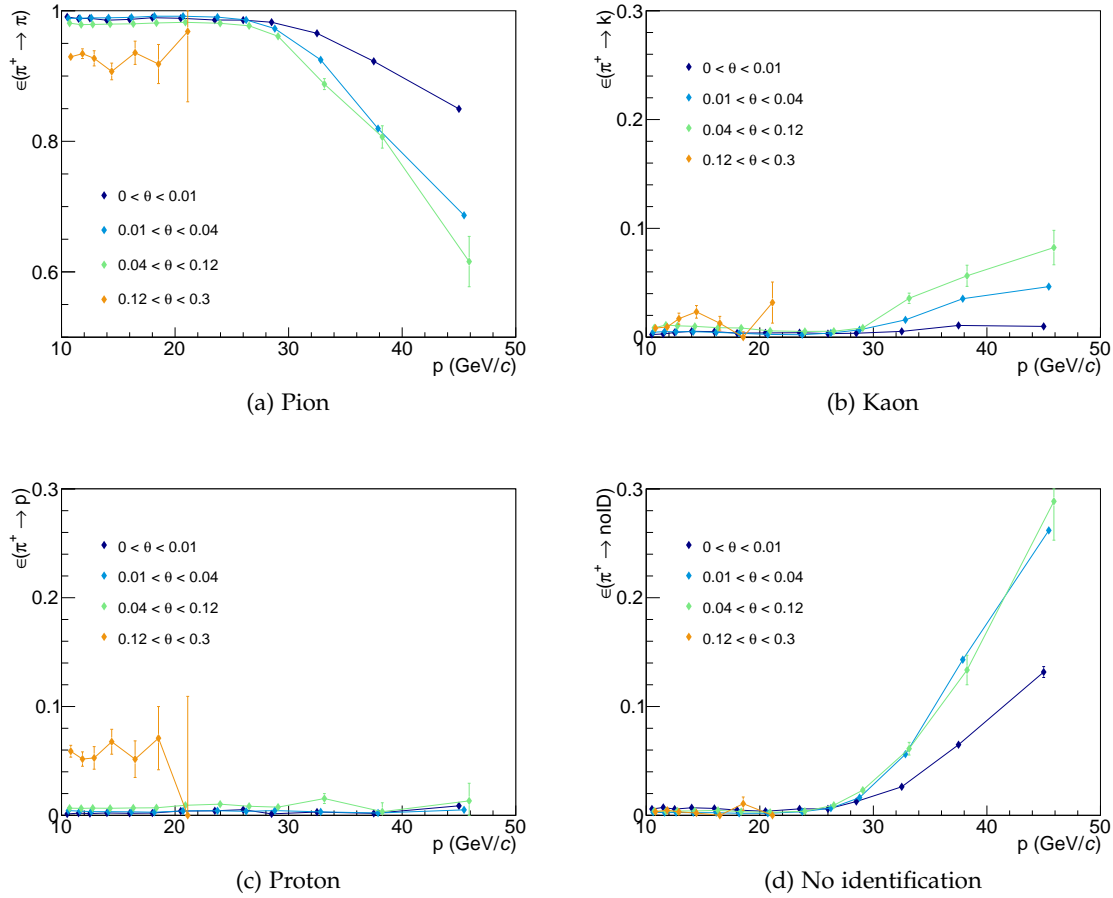 ϵ(π⁺ → π)
1
0.8
0.6
0 < θ < 0.01
0.01 < θ < 0.04
0.04 < θ < 0.12
0.12 < θ < 0.3
10 20 30 40 50
p (GeV/c)
(a) Pion
ϵ(π⁺ → k)
0.3
0.2
0.1
0
0 < θ < 0.01
0.01 < θ < 0.04
0.04 < θ < 0.12
0.12 < θ < 0.3
10 20 30 40 50
p (GeV/c)
(b) Kaon
ϵ(π⁺ → p)
0.3
0.2
0.1
0
0 < θ < 0.01
0.01 < θ < 0.04
0.04 < θ < 0.12
0.12 < θ < 0.3
10 20 30 40 50
p (GeV/c)
(c) Proton
ϵ(π⁺ → noID)
0.3
0.2
0.1
0
0 < θ < 0.01
0.01 < θ < 0.04
0.04 < θ < 0.12
0.12 < θ < 0.3
10 20 30 40 50
p (GeV/c)
(d) No identification